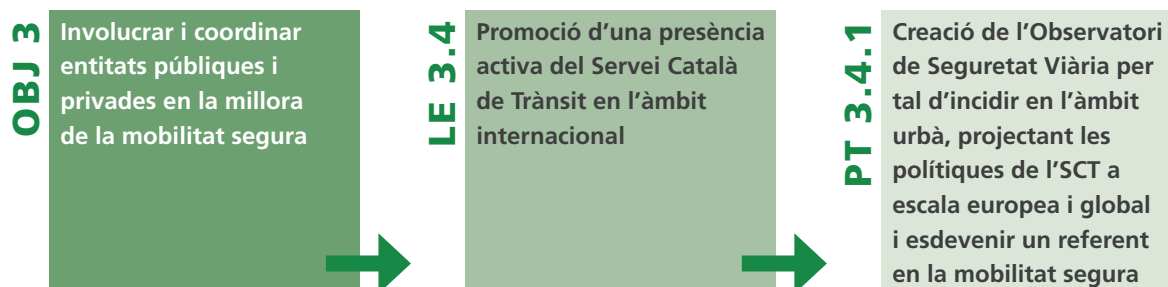 OBJ 3
Involucrar i coordinar
entitats públiques i
privades en la millora
de la mobilitat segura
LE 3.4
Promoció d’una presència
activa del Servei Català
de Trànsit en l’àmbit
internacional
PT 3.4.1
Creació de l’Observatori
de Seguretat Viària per
tal d’incidir en l’àmbit
urbà, projectant les
polítiques de l’SCT a
escala europea i global
i esdevenir un referent
en la mobilitat segura